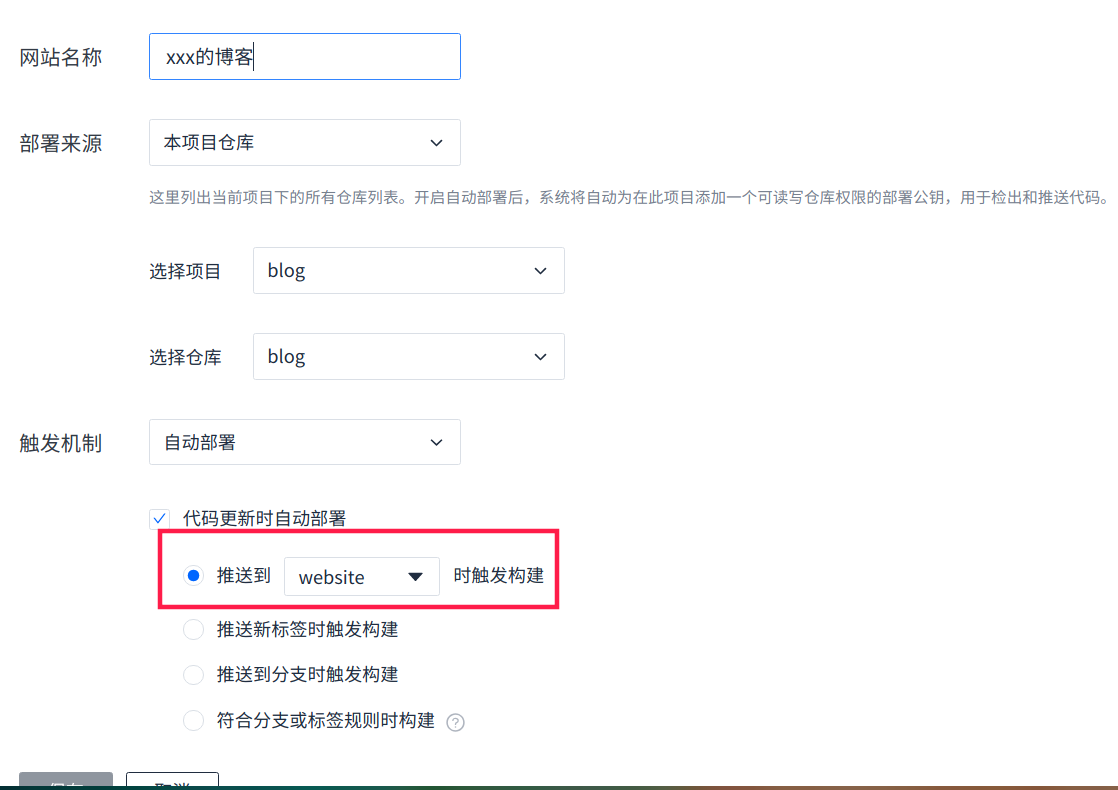 网站名称 xxx的博客
部署来源 本项目仓库
这里列出当前项目下的所有仓库列表。开启自动部署后，系统将自动为在此项目添加一个可读写仓库权限的部署公钥，用于检出和推送代码。
选择项目 blog
选择仓库 blog
触发机制 自动部署
代码更新时自动部署
推送到 website 时触发构建
推送新标签时触发构建
推送到分支时触发构建
符合分支或标签规则时构建 ?